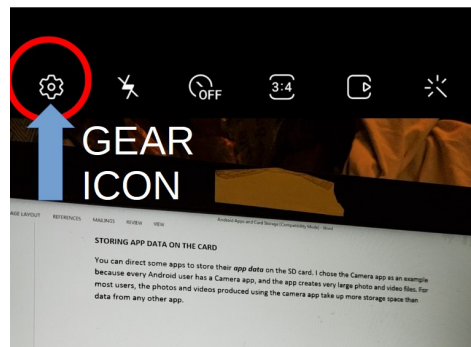 OFF
3:4
GEAR
ICON
AGE LAYOUT REFERENCES MAILINGS REVIEW VIEW
Android Apps and Card Storage [Compatibility Mode] - Word
STORING APP DATA ON THE CARD
You can direct some apps to store their app data on the SD card. I chose the Camera app as an example
because every Android user has a Camera app, and the app creates very large photo and video files. For
most users, the photos and videos produced using the camera app take up more storage space than
data from any other app.